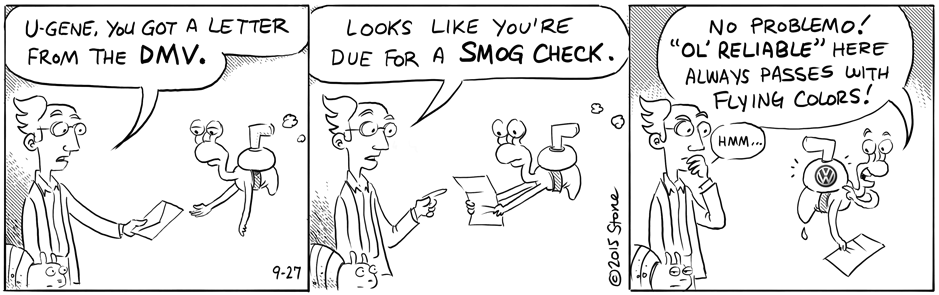 U-GENE, YOU GOT A LETTER
FROM THE DMV.
9-27
LOOKS LIKE YOU'RE
DUE FOR A SMOG CHECK.
©2015 Stone
NO PROBLEMO!
"OL' RELIABLE" HERE
ALWAYS PASSES WITH
FLYING COLORS!
HMM...
VW